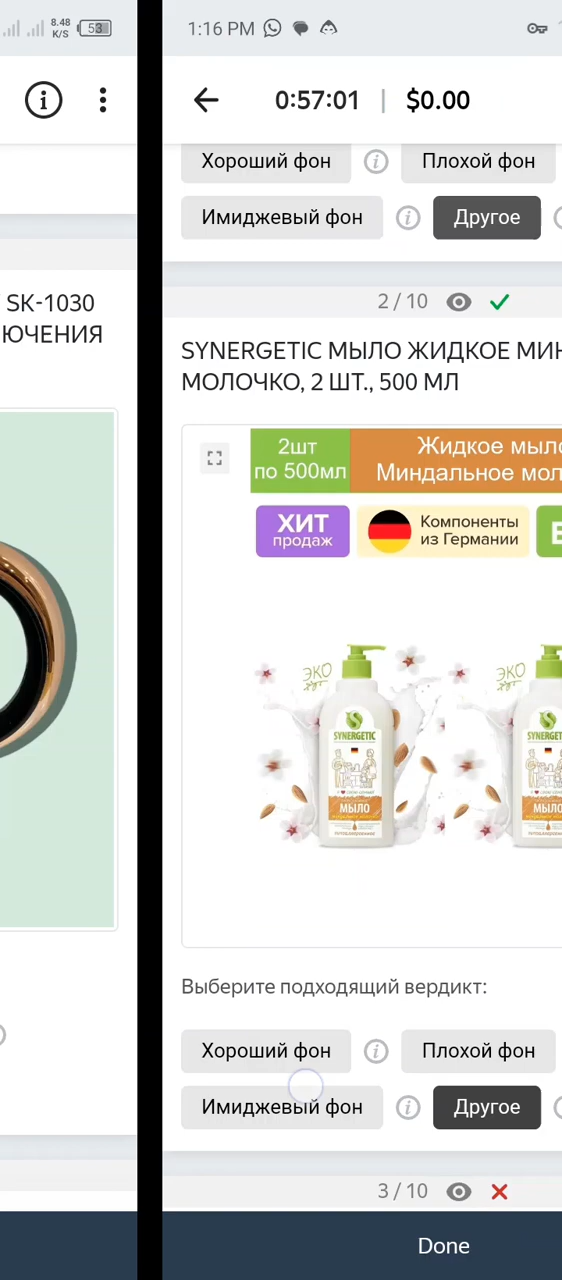 8.48
K/S
53
SK-1030
ЮЧЕНИЯ
1:16 PM
0:57:01 | $0.00
Хороший фон
Плохой фон
Имиджевый фон
Другое
2 / 10
SYNERGETIC МЫЛО ЖИДКОЕ МИН
МОЛОЧКО, 2 ШТ., 500 МЛ
2шт
по 500мл
Жидкое мыло
Миндальное мол
ХИТ
продаж
Компоненты
из Германии
ЭКО
ЭКО
SYNERGETIC
SYNERGET
МЫЛО
МЫЛО
Выберите подходящий вердикт:
Хороший фон
Плохой фон
Имиджевый фон
Другое
3 / 10
Done